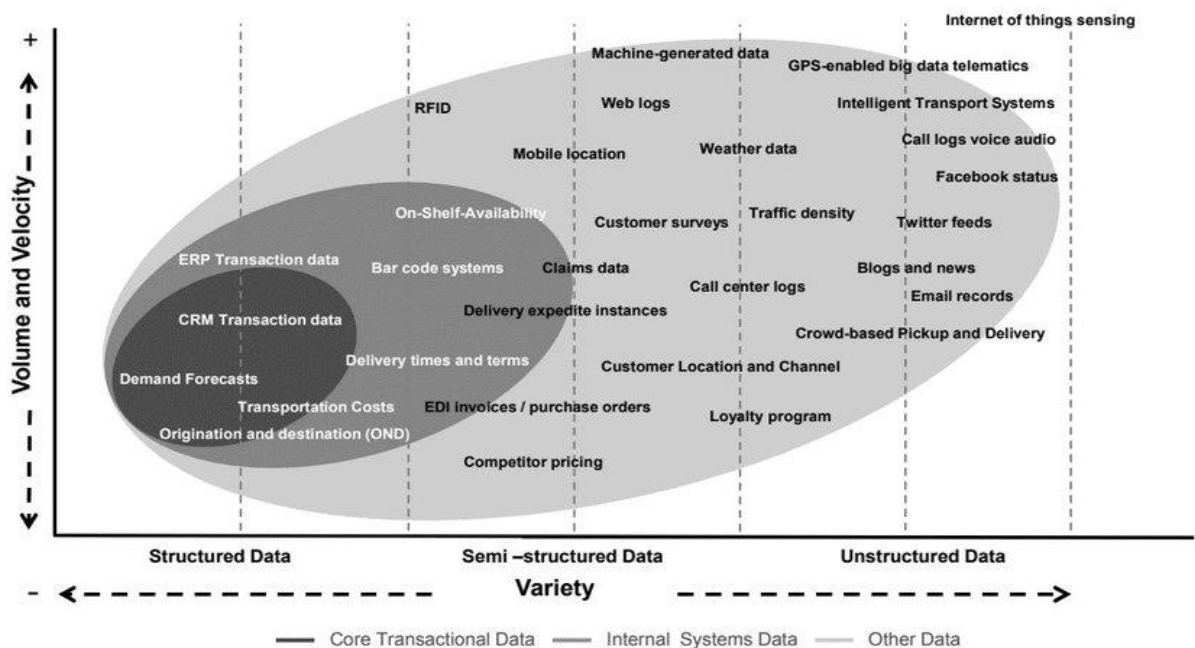 Internet of things sensing
+
Machine-generated data
GPS-enabled big data telematics
RFID
Web logs
Intelligent Transport Systems
Call logs voice audio
Mobile location
Weather data
Facebook status
On-Shelf-Availability
Customer surveys
Traffic density
Twitter feeds
ERP Transaction data
Bar code systems
Claims data
Blogs and news
Call center logs
Email records
CRM Transaction data
Delivery expedite instances
Crowd-based Pickup and Delivery
Delivery times and terms
Customer Location and Channel
Demand Forecasts
Transportation Costs
EDI invoices / purchase orders
Loyalty program
Origination and destination (OND)
Competitor pricing
Volume and Velocity
Structured Data
Semi –structured Data
Unstructured Data
-
Variety
Core Transactional Data
Internal Systems Data
Other Data